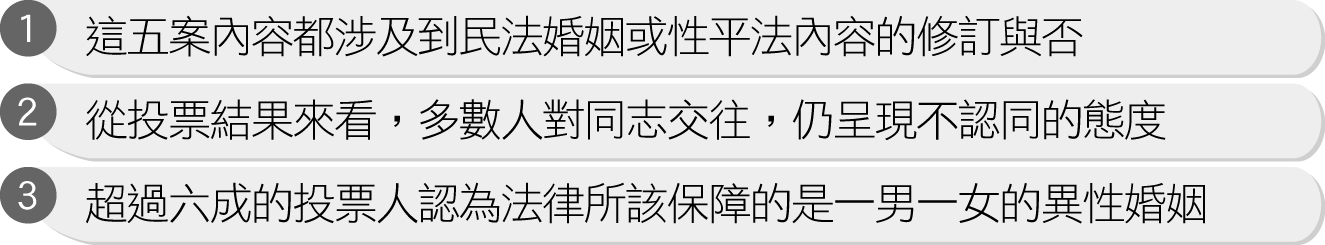 1 這五案內容都涉及到民法婚姻或性平法內容的修訂與否
2 從投票結果來看，多數人對同志交往，仍呈現不認同的態度
3 超過六成的投票人認為法律所該保障的是一男一女的異性婚姻